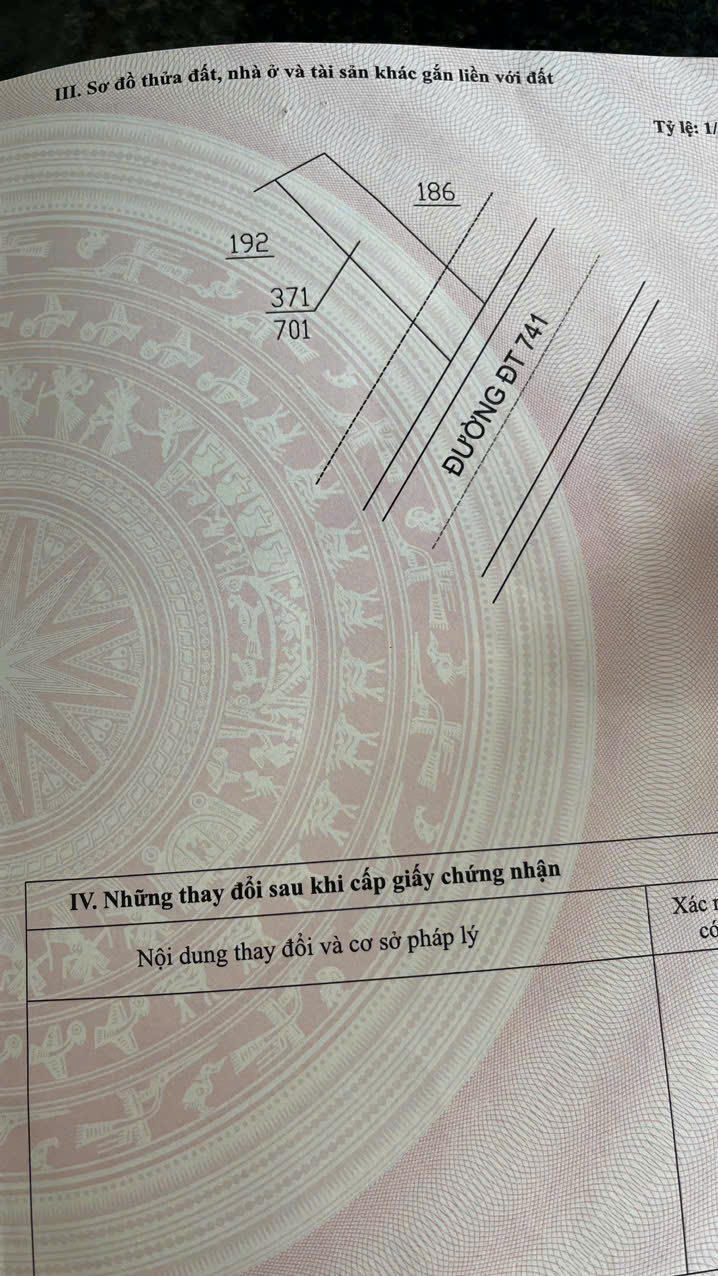 III. Sơ đồ thửa đất, nhà ở và tài sản khác gắn liền với đất
Tỷ lệ: 1/
186
192
371
701
ĐƯỜNG ĐT 741
IV. Những thay đổi sau khi cấp giấy chứng nhận
Nội dung thay đổi và cơ sở pháp lý
Xác
có